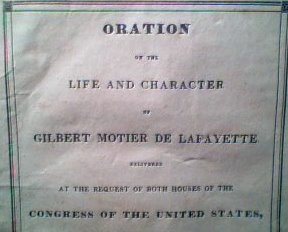 ORATION
ON THE
LIFE AND CHARACTER
OF
GILBERT MOTIER DE LAFAYETTE
DELIVERED
AT THE REQUEST OF BOTH HOUSES OF THE
CONGRESS OF THE UNITED STATES,